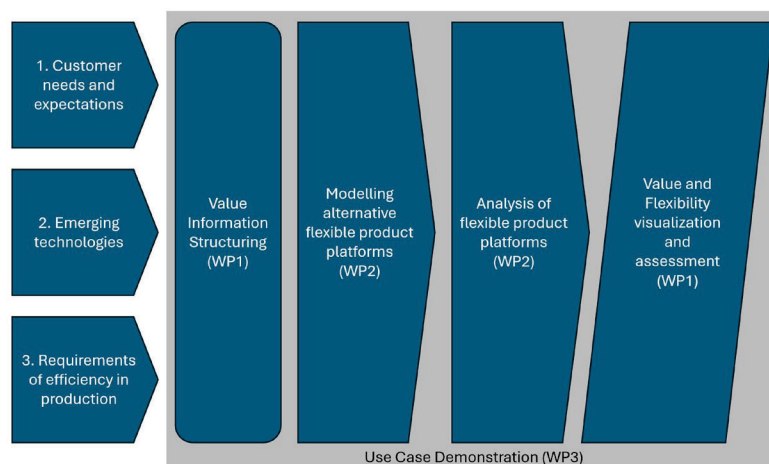 1. Customer
needs and
expectations
2. Emerging
technologies
3. Requirements
of efficiency in
production
Value
Information
Structuring
(WP1)
Modelling
alternative
flexible product
platforms
(WP2)
Analysis of
flexible product
platforms
(WP2)
Value and
Flexibility
visualization
and
assessment
(WP1)
Use Case Demonstration (WP3)